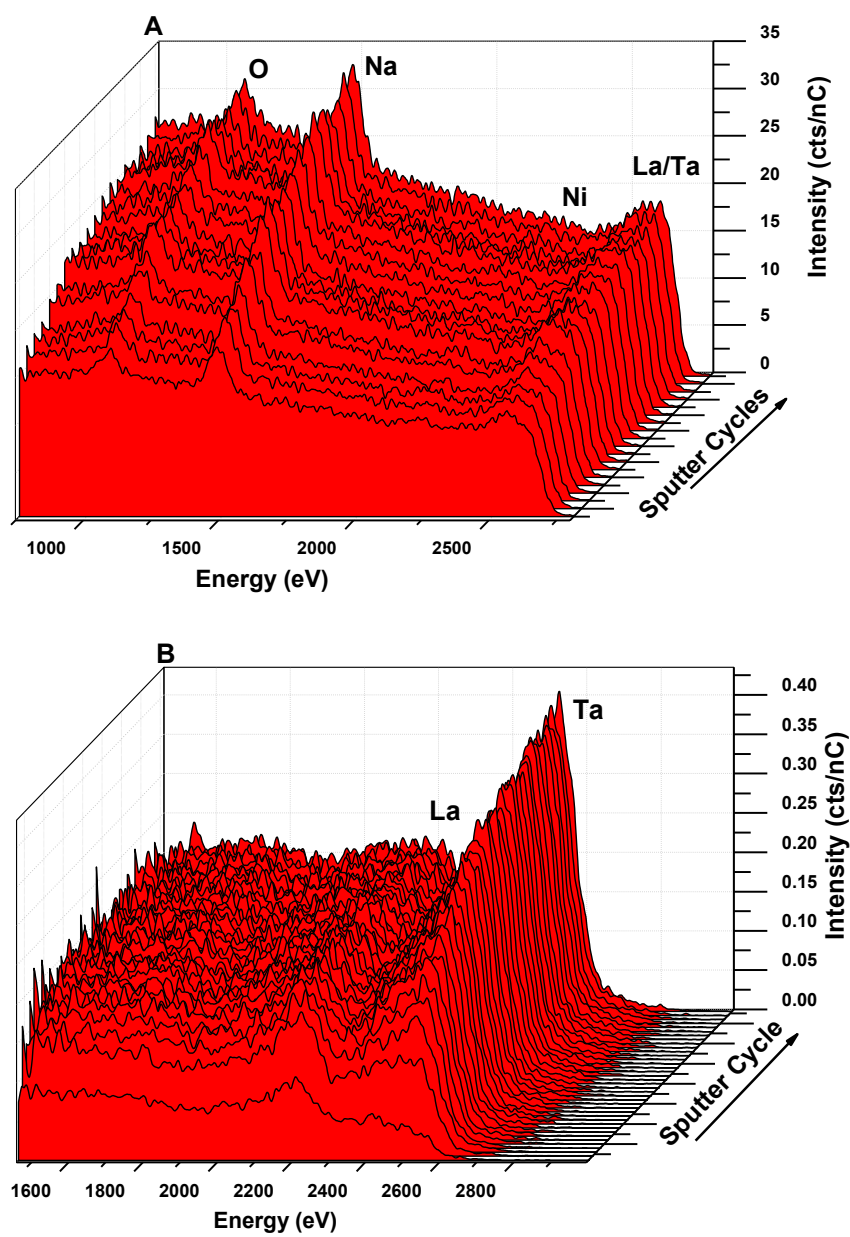 A
O
Na
Ni
La/Ta
35
30
25
20
15
10
5
0
Intensity (cts/nC)
Sputter Cycles
1000 1500 2000 2500
Energy (eV)
B
Ta
La
0.40
0.35
0.30
0.25
0.20
0.15
0.10
0.05
0.00
Intensity (cts/nC)
Sputter Cycle
1600 1800 2000 2200 2400 2600 2800
Energy (eV)